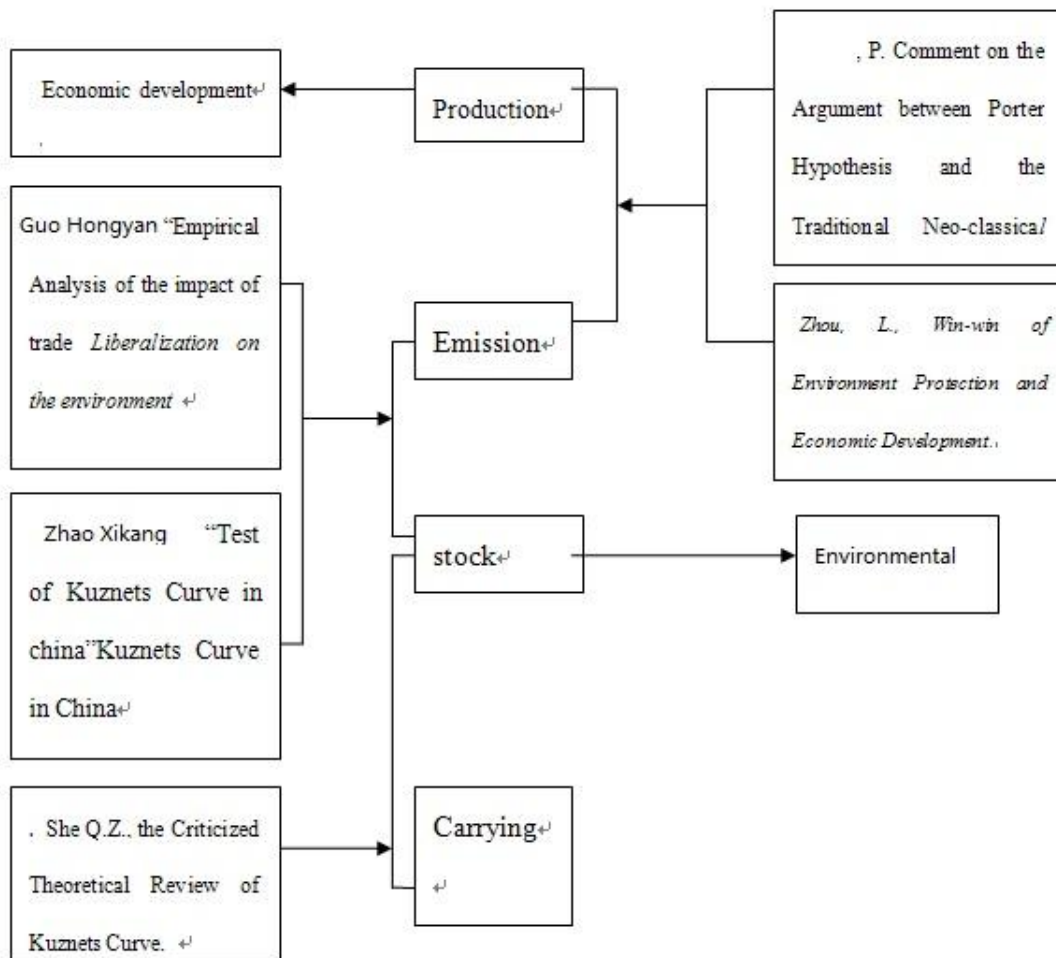 Economic development
Production
, P. Comment on the
Argument between Porter
Hypothesis and the
Traditional Neo-classical
Guo Hongyan “Empirical
Analysis of the impact of
trade Liberalization on
the environment
Emission
Zhou, L., Win-win of
Environment Protection and
Economic Development.
Zhao Xikang “Test
of Kuznets Curve in
china”Kuznets Curve
in China
stock
Environmental
. She Q.Z., the Criticized
Theoretical Review of
Kuznets Curve.
Carrying